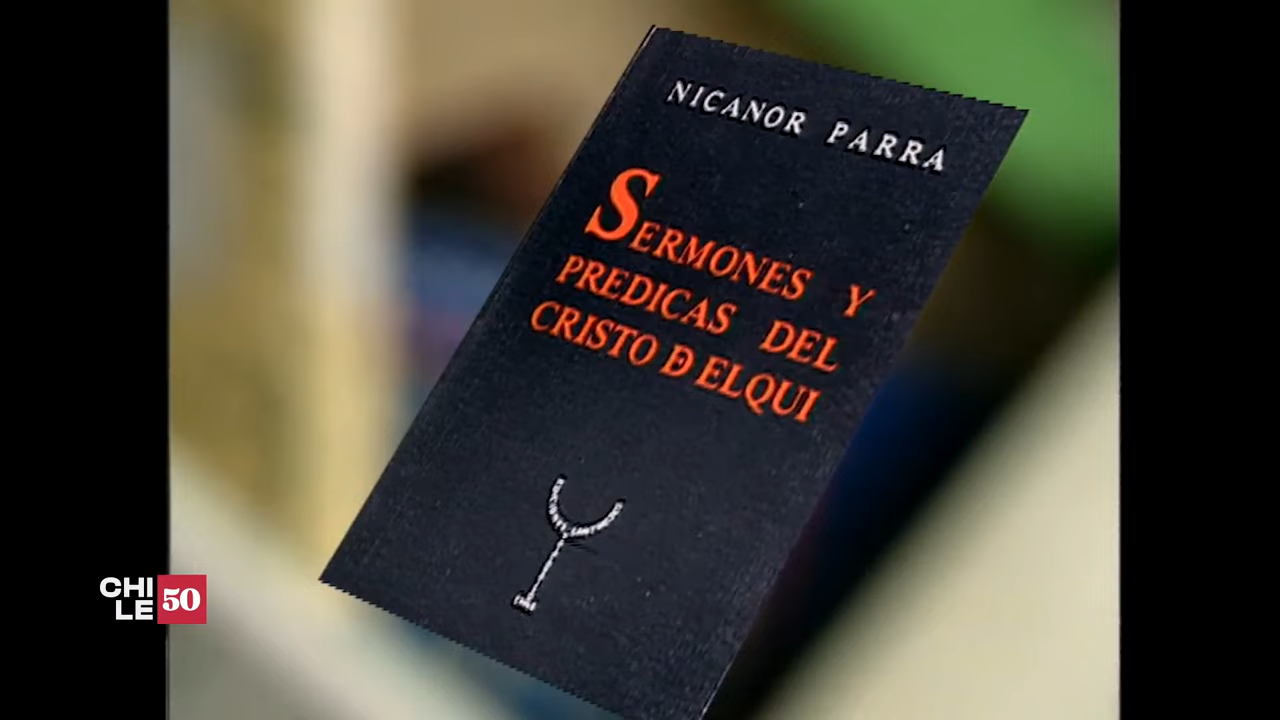 NICANOR PARRA
SERMONES Y
PREDICAS DEL
CRISTO D ELQUI
CHI
LE 50